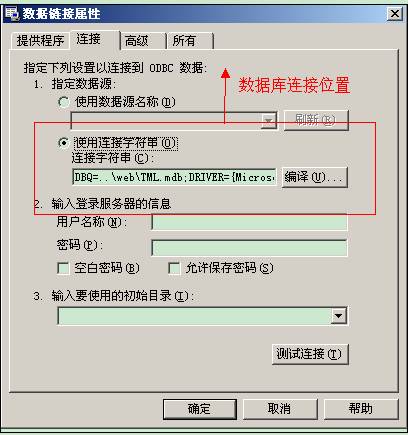 数据链接属性
提供程序 连接 高级 所有
指定下列设置以连接到 ODBC 数据:
1. 指定数据源:
使用数据源名称(D)
数据库连接位置
刷新(R)
使用连接字符串(O)
连接字符串(C):
DBQ=..\web\TML.mdb;DRIVER={Micros 编译(U)...
2. 输入登录服务器的信息
用户名称(N):
密码(P):
空白密码(B) 允许保存密码(S)
3. 输入要使用的初始目录(I):
测试连接(T)
确定 取消 帮助